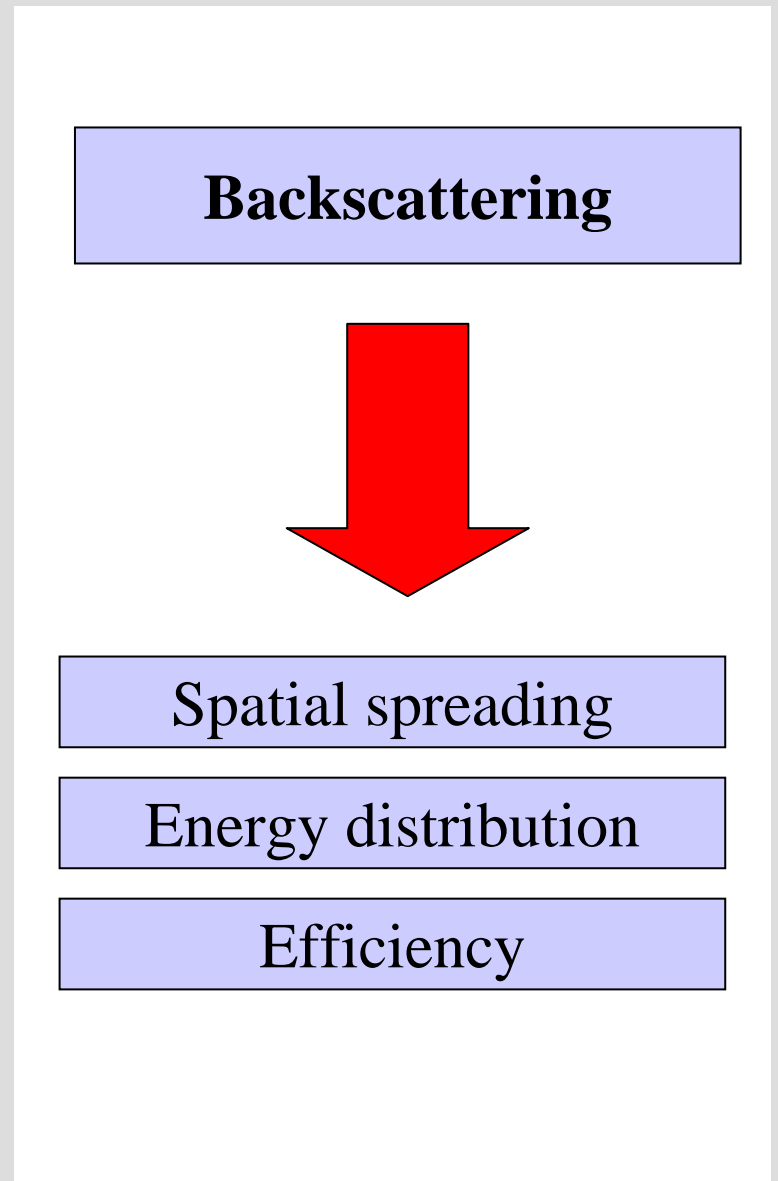 Backscattering
Spatial spreading
Energy distribution
Efficiency